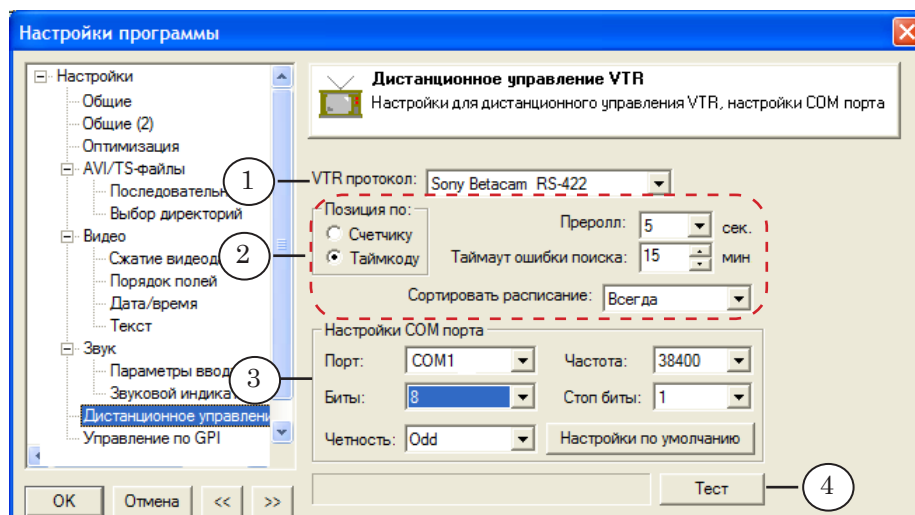 Настройки программы
Настройки
Общие
Общие (2)
Оптимизация
AVI/TS-файлы
Последователь
Выбор директорий
Видео
Сжатие видеод
Порядок полей
Дата/время
Текст
Звук
Параметры ввод
Звуковой индика
Дистанционное управлени
Управление по GPI
OK Отмена << >>
Дистанционное управление VTR
Настройки для дистанционного управления VTR, настройки COM порта
1
VTR протокол: Sony Betacam RS-422
2
Позиция по:
Счетчику
Таймкоду
Преролл: 5 сек.
Таймаут ошибки поиска: 15 мин
Сортировать расписание: Всегда
3
Настройки COM порта
Порт: COM1 Частота: 38400
Биты: 8 Стоп биты: 1
Четность: Odd Настройки по умолчанию
Тест 4